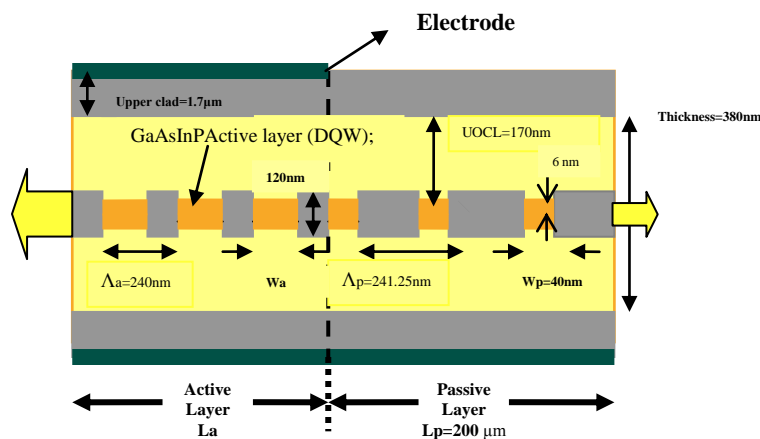 Electrode
Upper clad=1.7µm
Thickness=380nm
GaAsInPActive layer (DQW);
UOCL=170nm
6 nm
120nm
Λa=240nm
Wa
Λp=241.25nm
Wp=40nm
Active
Layer
La
Passive
Layer
Lp=200 µm